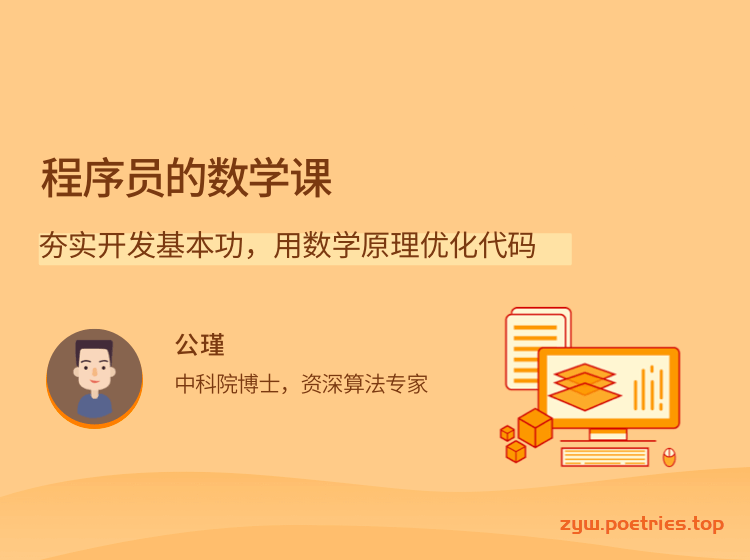 程序员的数学课
夯实开发基本功，用数学原理优化代码
公瑾
中科院博士，资深算法专家
zyw.poetries.top